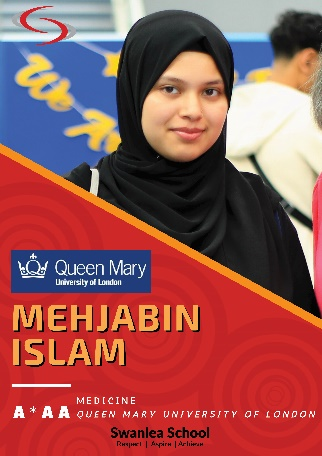 We A
Queen Mary
University of London
MEHJABIN
ISLAM
MEDICINE
A*AA QUEEN MARY UNIVERSITY OF LONDON
Swanlea School
Respect | Aspire | Achieve